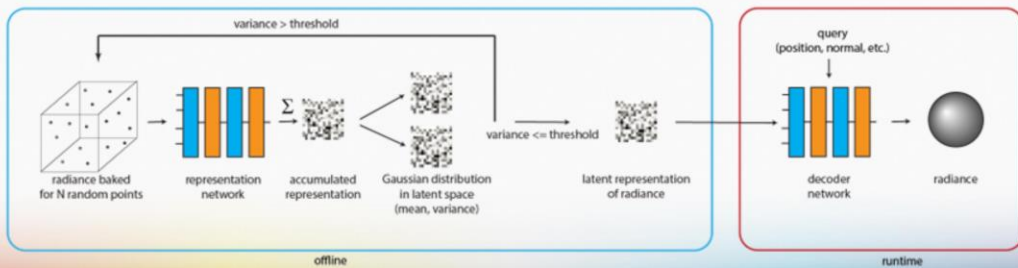 variance > threshold
query
(position, normal, etc.)
Σ
variance <= threshold
radiance baked
for N random points
representation
network
accumulated
representation
Gaussian distribution
in latent space
(mean, variance)
latent representation
of radiance
decoder
network
radiance
offline
runtime